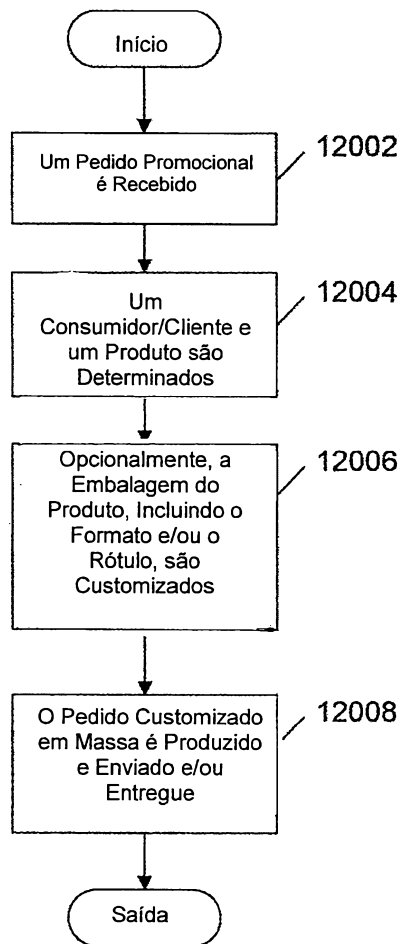 Início
Um Pedido Promocional
é Recebido
12002
Um
Consumidor/Cliente e
um Produto são
Determinados
12004
Opcionalmente, a
Embalagem do
Produto, Incluindo o
Formato e/ou o
Rótulo, são
Customizados
12006
O Pedido Customizado
em Massa é Produzido
e Enviado e/ou
Entregue
12008
Saída